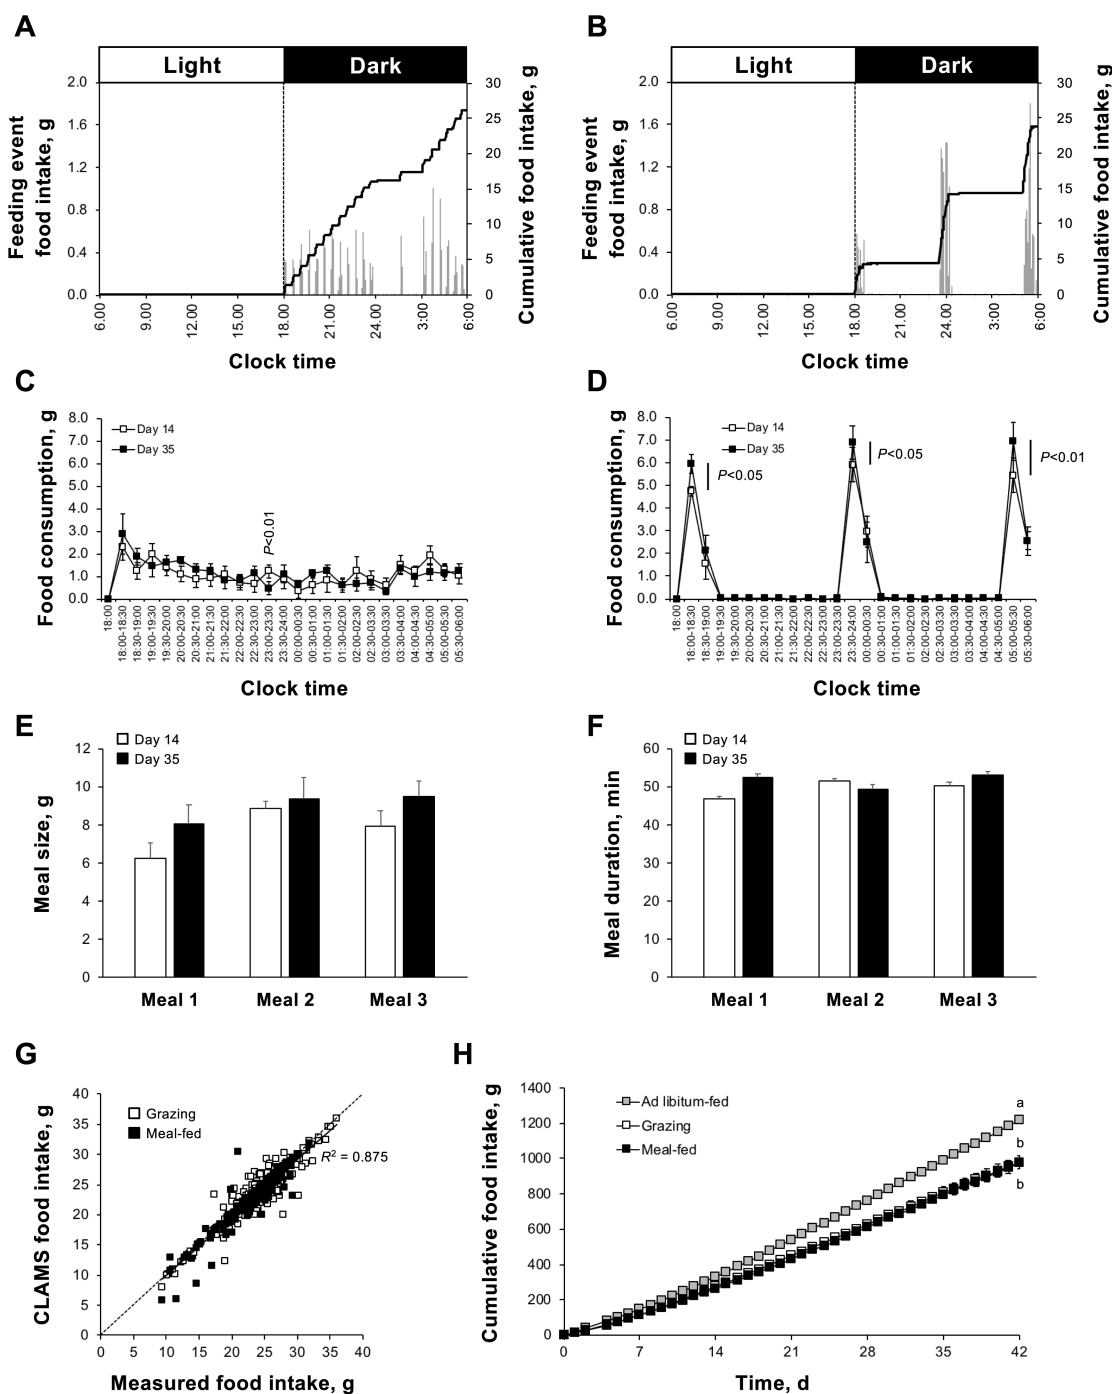 A
Light
Dark
2.0
1.6
1.2
0.8
0.4
0.0
30
25
20
15
10
5
0
Feeding event
food intake, g
Cumulative food intake, g
6.00
9.00
12.00
15.00
18.00
21.00
24.00
3:00
6:00
Clock time
B
Light
Dark
2.0
1.6
1.2
0.8
0.4
0.0
30
25
20
15
10
5
0
Feeding event
food intake, g
Cumulative food intake, g
6.00
9.00
12.00
15.00
18.00
21.00
24.00
3:00
6:00
Clock time
C
Food consumption, g
8.0
7.0
6.0
5.0
4.0
3.0
2.0
1.0
0.0
Day 14
Day 35
P<0.01
18:00
18:00-18:30
18:30-19:00
19:00-19:30
19:30-20:00
20:00-20:30
20:30-21:00
21:00-21:30
21:30-22:00
22:00-22:30
22:30-23:00
23:00-23:30
23:30-24:00
00:00-00:30
00:30-01:00
01:00-01:30
01:30-02:00
02:00-02:30
02:30-03:00
03:00-03:30
03:30-04:00
04:00-04:30
04:30-05:00
05:00-05:30
05:30-06:00
Clock time
D
Food consumption, g
8.0
7.0
6.0
5.0
4.0
3.0
2.0
1.0
0.0
Day 14
Day 35
P<0.05
P<0.05
P<0.01
18:00
18:00-18:30
18:30-19:00
19:00-19:30
19:30-20:00
20:00-20:30
20:30-21:00
21:00-21:30
21:30-22:00
22:00-22:30
22:30-23:00
23:00-23:30
23:30-24:00
00:00-00:30
00:30-01:00
01:00-01:30
01:30-02:00
02:00-02:30
02:30-03:00
03:00-03:30
03:30-04:00
04:00-04:30
04:30-05:00
05:00-05:30
05:30-06:00
Clock time
E
Meal size, g
12
10
8
6
4
2
0
Day 14
Day 35
Meal 1
Meal 2
Meal 3
F
Meal duration, min
60
50
40
30
20
10
0
Day 14
Day 35
Meal 1
Meal 2
Meal 3
G
CLAMS food intake, g
40
35
30
25
20
15
10
5
0
Grazing
Meal-fed
R² = 0.875
0
5
10
15
20
25
30
35
40
Measured food intake, g
H
Cumulative food intake, g
1400
1200
1000
800
600
400
200
0
Ad libitum-fed
Grazing
Meal-fed
a
b
b
0
7
14
21
28
35
42
Time, d